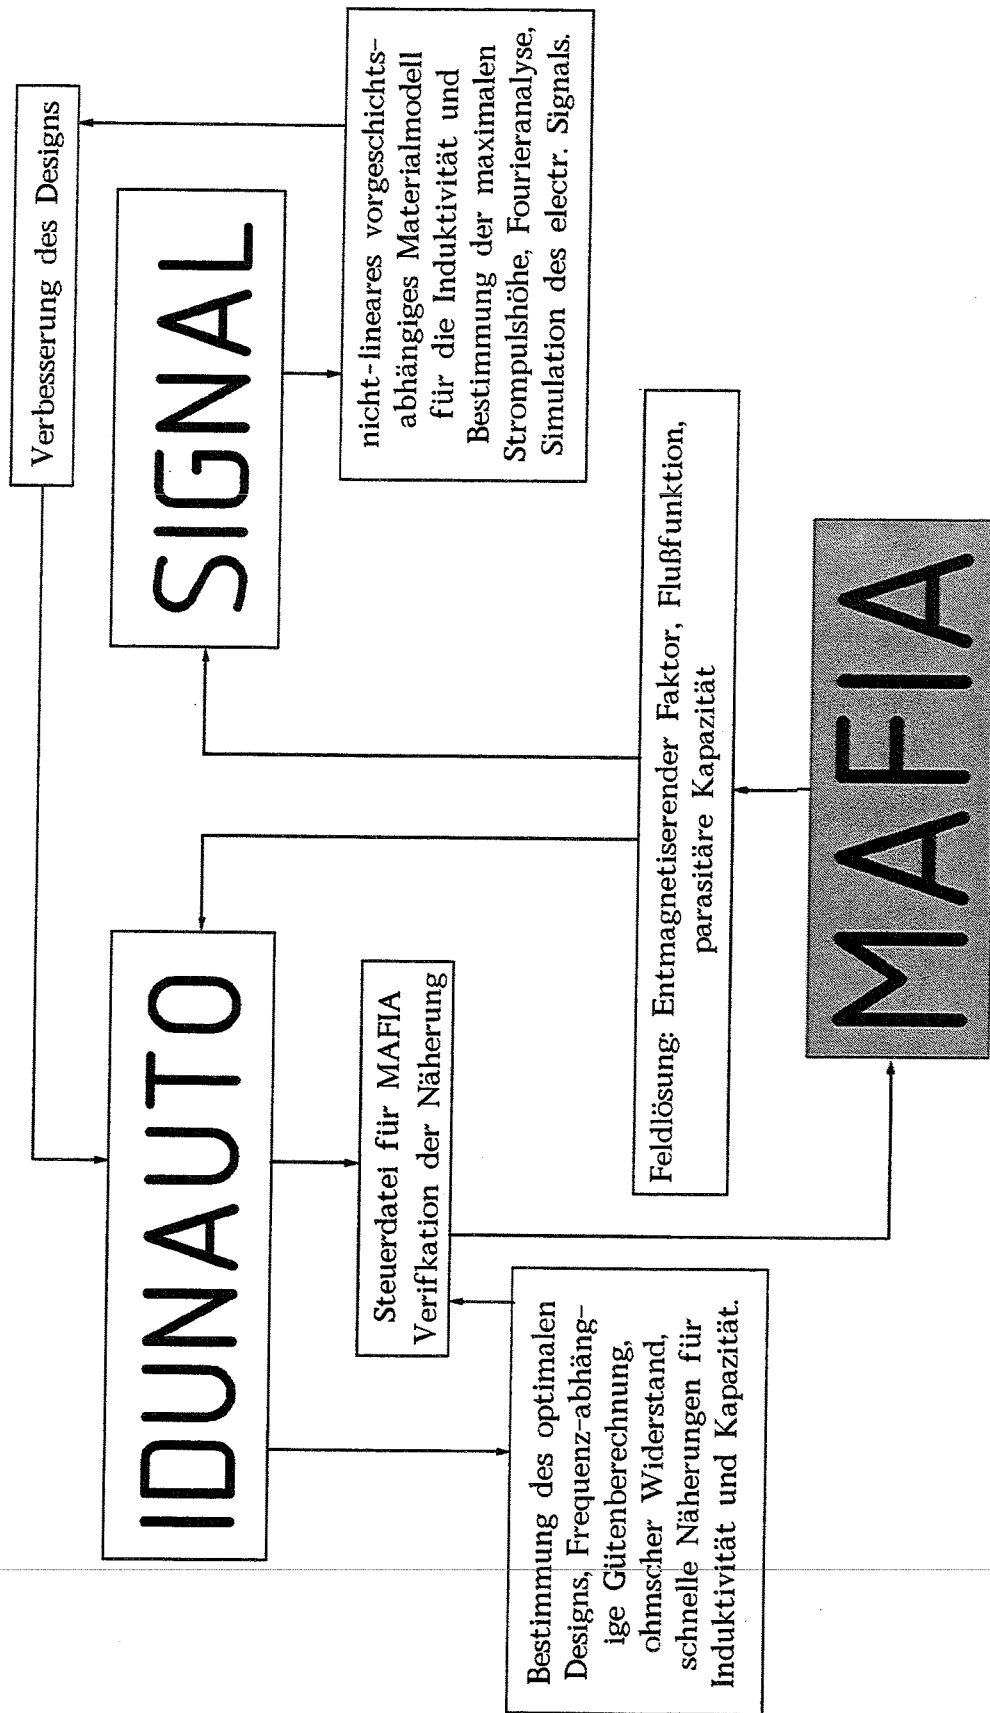 Verbesserung des Designs
IDUNAUTO
SIGNAL
Steuerdatei für MAFIA
Verifkation der Näherung
nicht-lineares vorgeschichts-
abhängiges Materialmodell
für die Induktivität und
Bestimmung der maximalen
Strompulshöhe, Fourieranalyse,
Simulation des electr. Signals.
Bestimmung des optimalen
Designs, Frequenz-abhäng-
ige Gütenberechnung,
ohmscher Widerstand,
schnelle Näherungen für
Induktivität und Kapazität.
Feldlösung: Entmagnetiserender Faktor, Flußfunktion,
parasitäre Kapazität
MAFIA